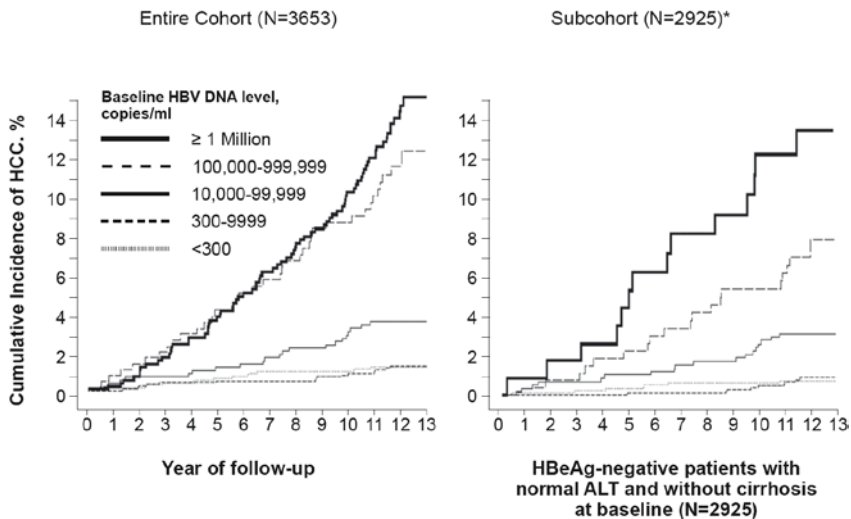 Entire Cohort (N=3653)
Subcohort (N=2925)*
Baseline HBV DNA level,
copies/ml
≥ 1 Million
100,000-999,999
10,000-99,999
300-9999
<300
Cumulative Incidence of HCC. %
14
12
10
8
6
4
2
0
0 1 2 3 4 5 6 7 8 9 10 11 12 13
Year of follow-up
14
12
10
8
6
4
2
0
0 1 2 3 4 5 6 7 8 9 10 11 12 13
HBeAg-negative patients with
normal ALT and without cirrhosis
at baseline (N=2925)